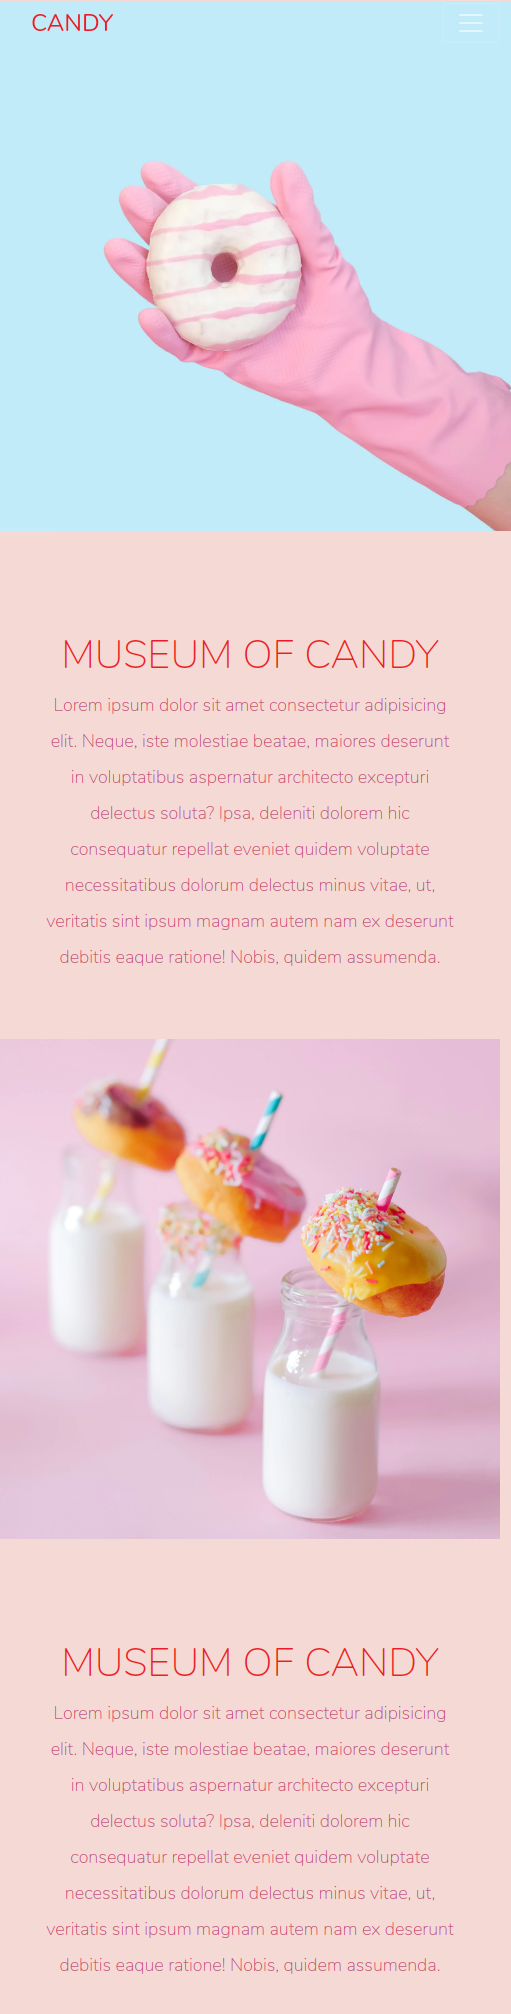 CANDY
MUSEUM OF CANDY
Lorem ipsum dolor sit amet consectetur adipisicing
elit. Neque, iste molestiae beatae, maiores deserunt
in voluptatibus aspernatur architecto excepturi
delectus soluta? Ipsa, deleniti dolorem hic
consequatur repellat eveniet quidem voluptate
necessitatibus dolorum delectus minus vitae, ut,
veritatis sint ipsum magnam autem nam ex deserunt
debitis eaque ratione! Nobis, quidem assumenda.
MUSEUM OF CANDY
Lorem ipsum dolor sit amet consectetur adipisicing
elit. Neque, iste molestiae beatae, maiores deserunt
in voluptatibus aspernatur architecto excepturi
delectus soluta? Ipsa, deleniti dolorem hic
consequatur repellat eveniet quidem voluptate
necessitatibus dolorum delectus minus vitae, ut,
veritatis sint ipsum magnam autem nam ex deserunt
debitis eaque ratione! Nobis, quidem assumenda.